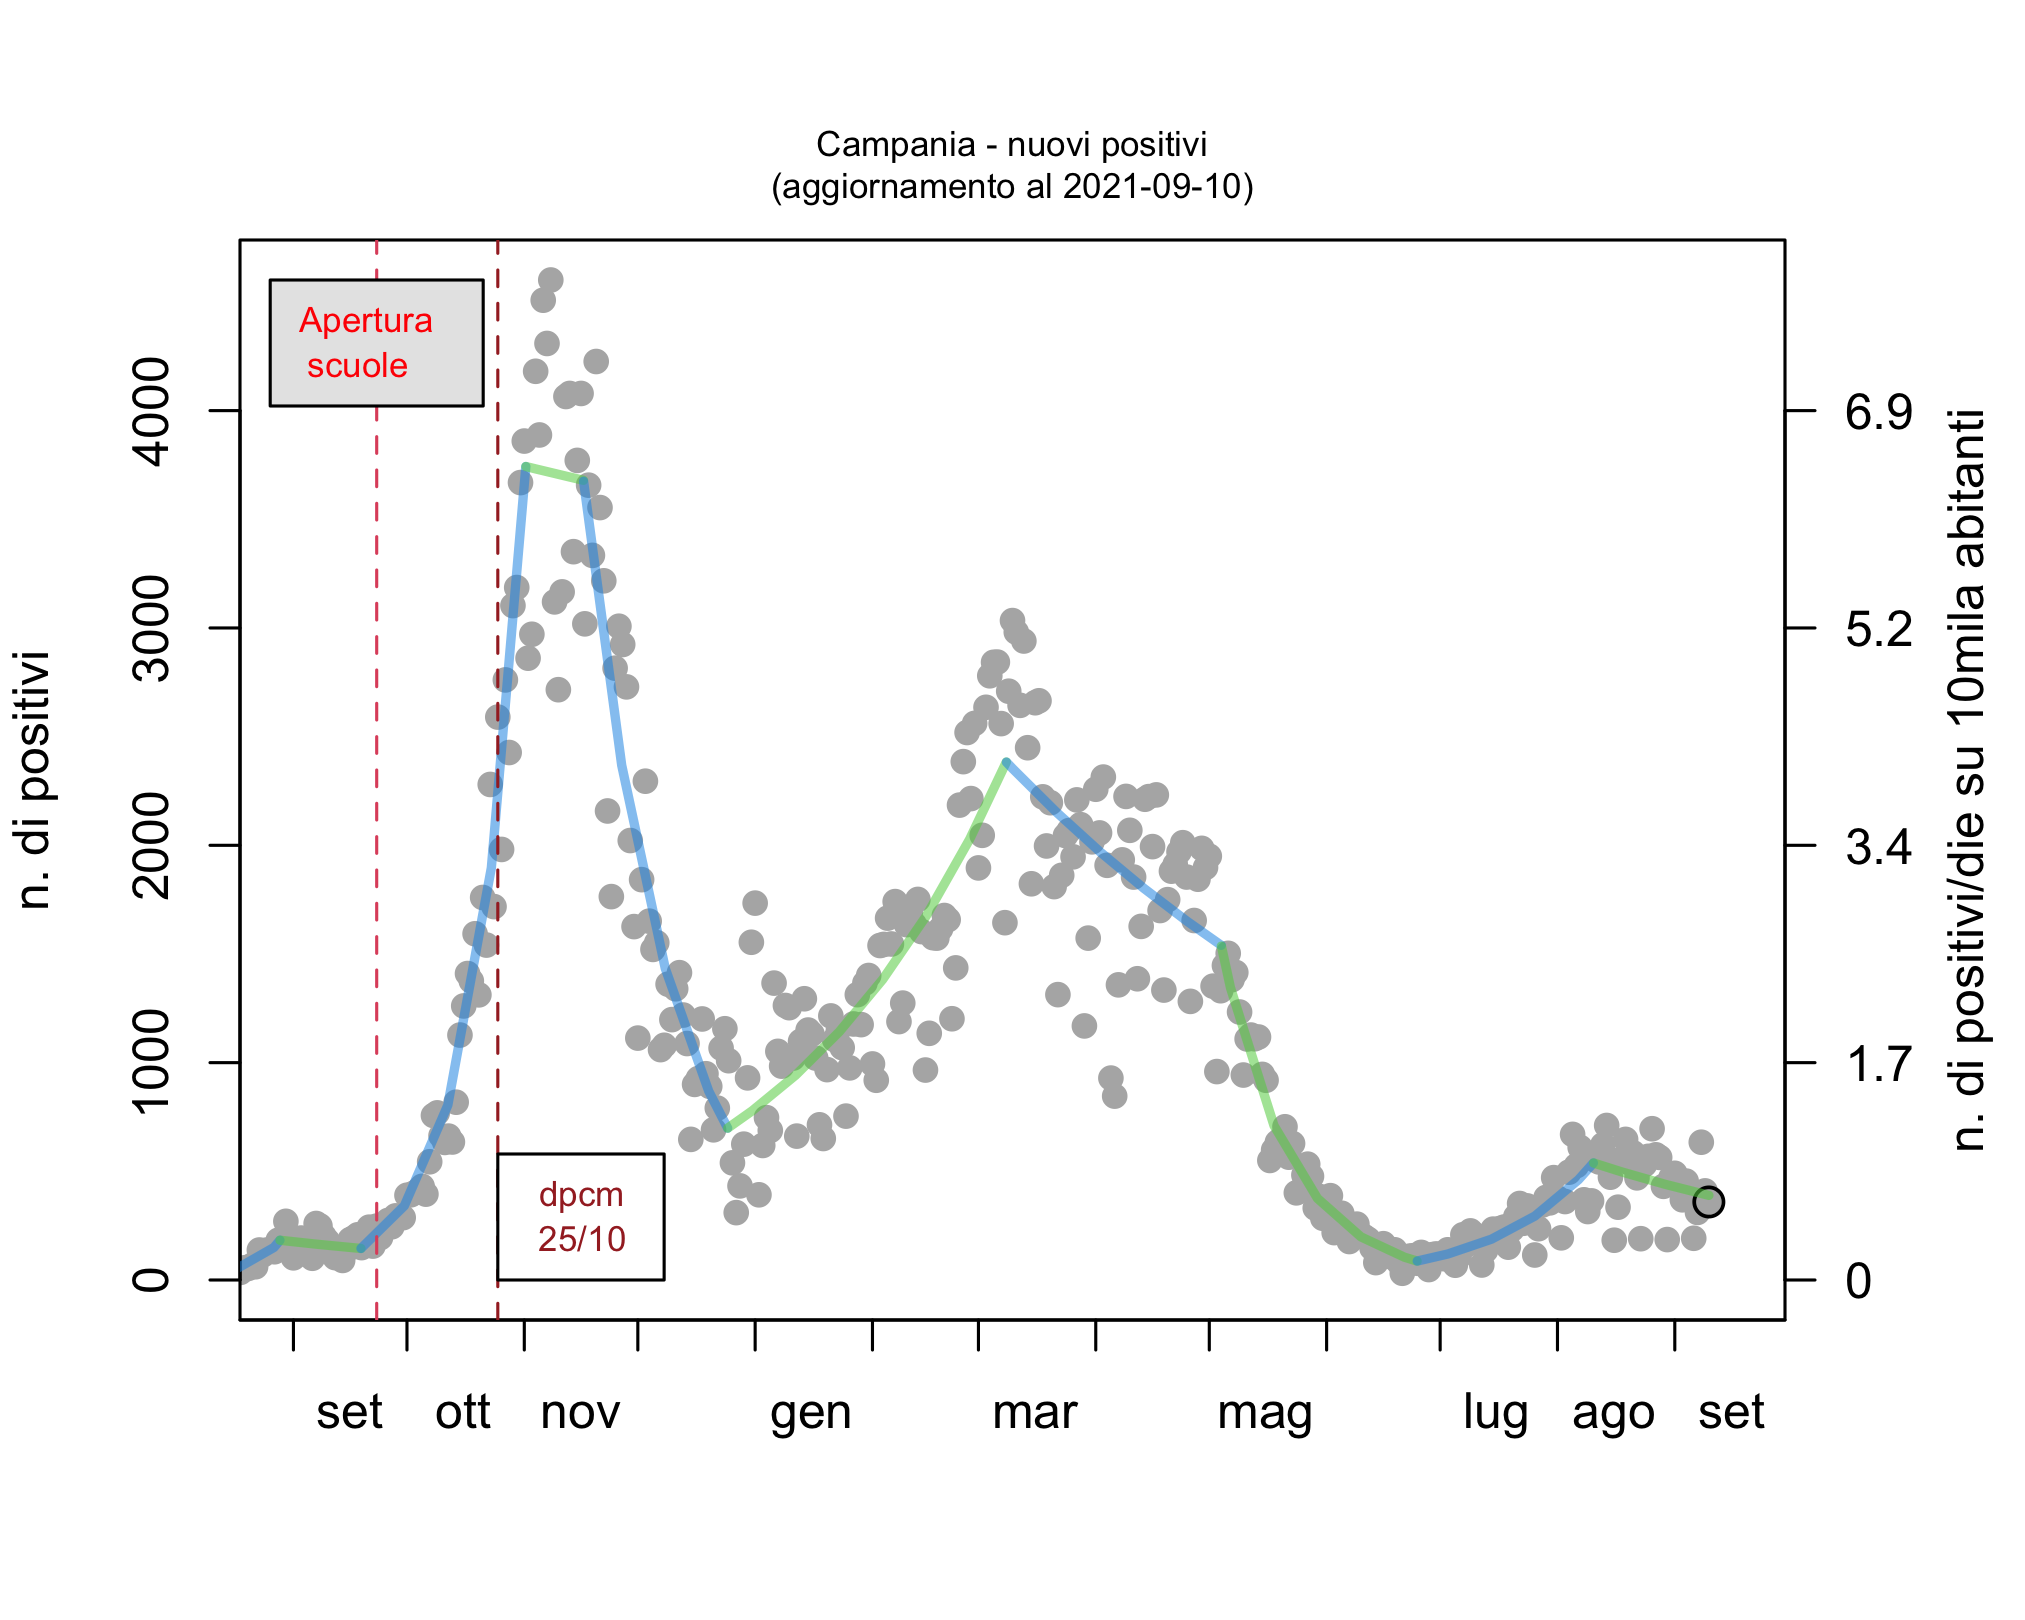 Campania - nuovi positivi
(aggiornamento al 2021-09-10)
Apertura
scuole
dpcm
25/10
n. di positivi
0
1000
2000
3000
4000
0
1.7
3.4
5.2
6.9
n. di positivi/die su 10mila abitanti
set ott nov gen mar mag lug ago set